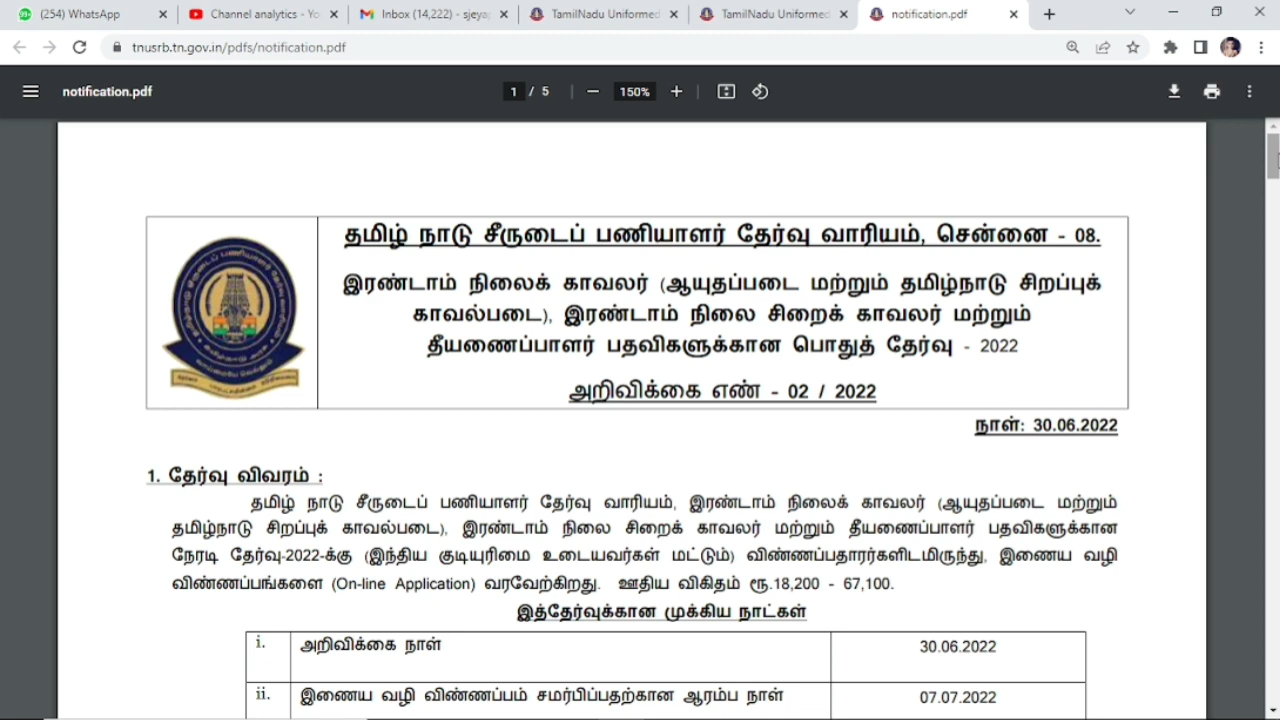 (254) WhatsApp
Channel analytics - Yo
Inbox (14,222) - sjeya
TamilNadu Uniformed
TamilNadu Uniformed
notification.pdf
tnusrb.tn.gov.in/pdfs/notification.pdf
notification.pdf
1 / 5
150%
தமிழ் நாடு சீருடைப் பணியாளர் தேர்வு வாரியம், சென்னை - 08.
இரண்டாம் நிலைக் காவலர் (ஆயுதப்படை மற்றும் தமிழ்நாடு சிறப்புக்
காவல்படை), இரண்டாம் நிலை சிறைக் காவலர் மற்றும்
தீயணைப்பாளர் பதவிகளுக்கான பொதுத் தேர்வு - 2022
அறிவிக்கை எண் - 02 / 2022
நாள்: 30.06.2022
1. தேர்வு விவரம் :
தமிழ் நாடு சீருடைப் பணியாளர் தேர்வு வாரியம், இரண்டாம் நிலைக் காவலர் (ஆயுதப்படை மற்றும்
தமிழ்நாடு சிறப்புக் காவல்படை), இரண்டாம் நிலை சிறைக் காவலர் மற்றும் தீயணைப்பாளர் பதவிகளுக்கான
நேரடி தேர்வு-2022-க்கு (இந்திய குடியுரிமை உடையவர்கள் மட்டும்) விண்ணப்பதாரர்களிடமிருந்து, இணைய வழி
விண்ணப்பங்களை (On-line Application) வரவேற்கிறது. ஊதிய விகிதம் ரூ.18,200 - 67,100.
இத்தேர்வுக்கான முக்கிய நாட்கள்
i. அறிவிக்கை நாள் 30.06.2022
ii. இணைய வழி விண்ணப்பம் சமர்பிப்பதற்கான ஆரம்ப நாள் 07.07.2022